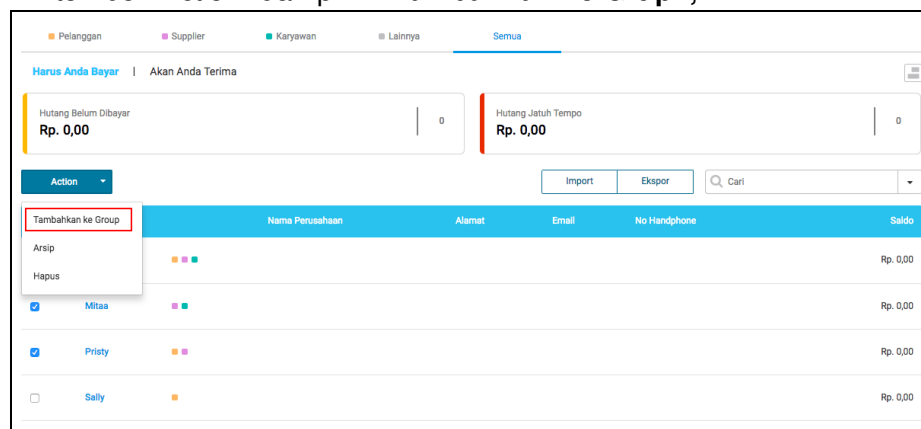 Pelanggan Supplier Karyawan Lainnya Semua
Harus Anda Bayar | Akan Anda Terima
Hutang Belum Dibayar
Rp. 0,00
0
Hutang Jatuh Tempo
Rp. 0,00
0
Action Import Ekspor Cari
Tambahkan ke Group
Arsip
Hapus
Nama Perusahaan Alamat Email No Handphone Saldo
Rp. 0,00
Mitaa Rp. 0,00
Pristy Rp. 0,00
Sally Rp. 0,00